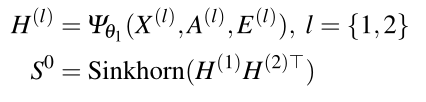 H^{(l)} = Ψ_{θ_1}(X^{(l)}, A^{(l)}, E^{(l)}), l = {1,2}
S^0 = Sinkhorn(H^{(1)}H^{(2)⊤})